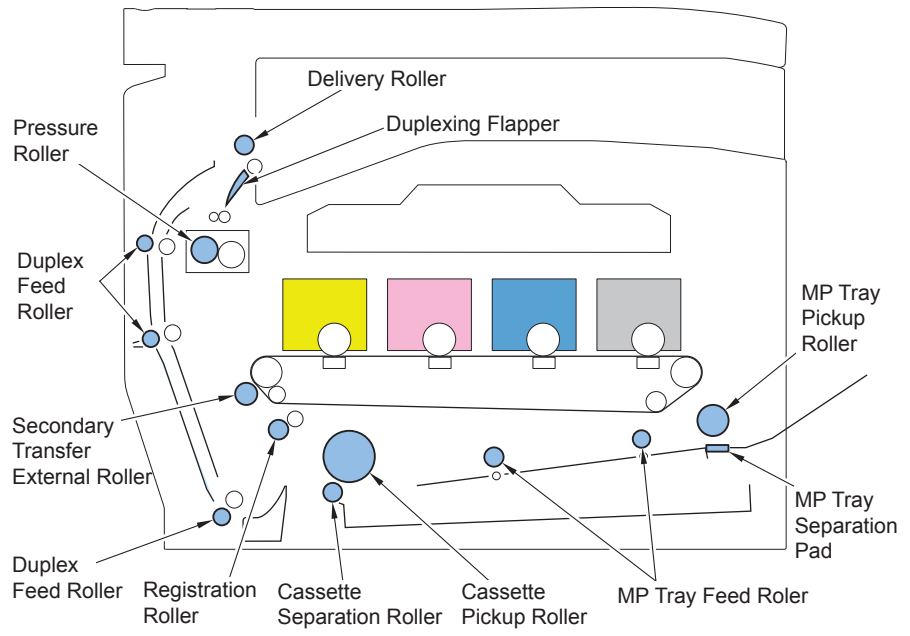 Delivery Roller
Duplexing Flapper
Pressure
Roller
Duplex
Feed
Roller
MP Tray
Pickup
Roller
Secondary
Transfer
External Roller
MP Tray
Separation
Pad
Duplex
Feed Roller
Registration
Roller
Cassette
Separation Roller
Cassette
Pickup Roller
MP Tray Feed Roler